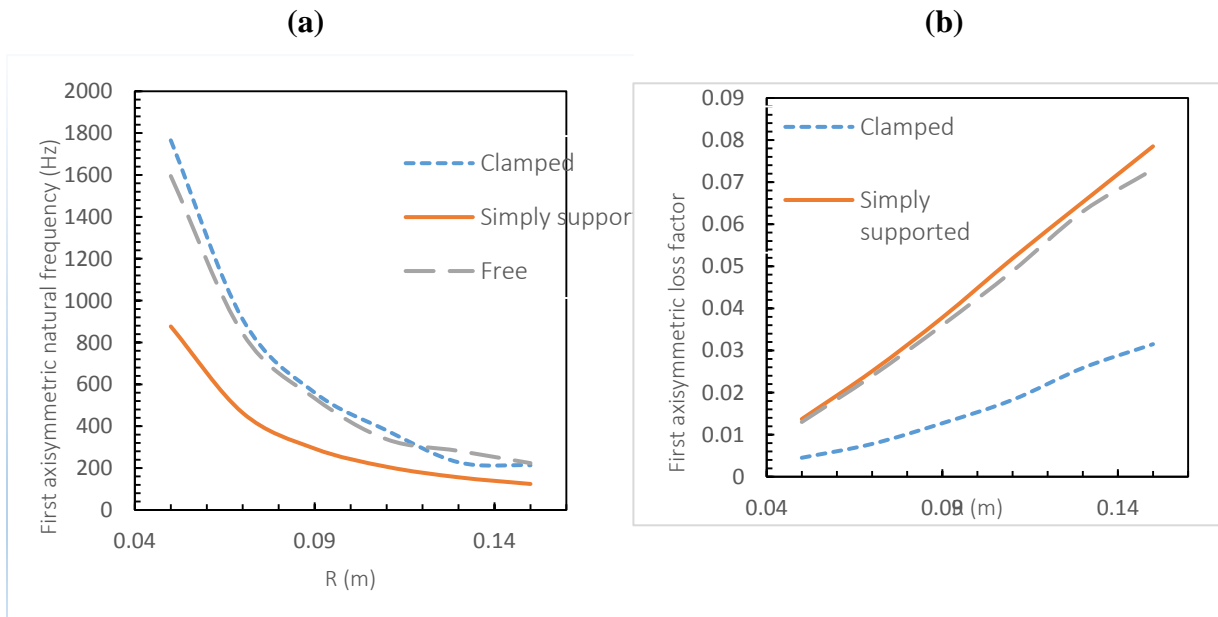 (a)
First axisymmetric natural frequency (Hz)
2000
1800
1600
1400
1200
1000
800
600
400
200
0
Clamped
Simply suppor
Free
0.04
0.09
0.14
R (m)
(b)
First axisymmetric loss factor
0.09
0.08
0.07
0.06
0.05
0.04
0.03
0.02
0.01
0
Clamped
Simply
supported
0.04
0.09
0.14
R (m)